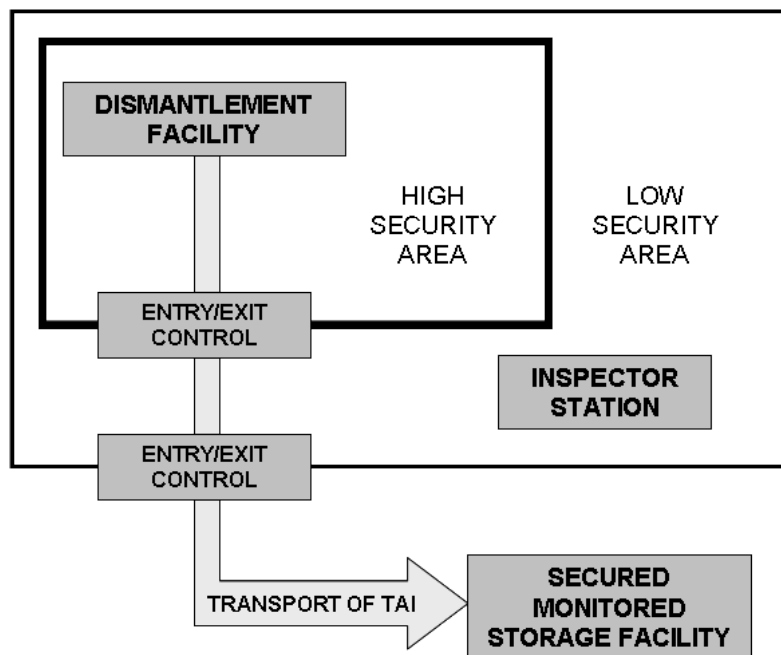 DISMANTLEMENT
FACILITY
HIGH
SECURITY
AREA
LOW
SECURITY
AREA
ENTRY/EXIT
CONTROL
INSPECTOR
STATION
ENTRY/EXIT
CONTROL
TRANSPORT OF TAI
SECURED
MONITORED
STORAGE FACILITY